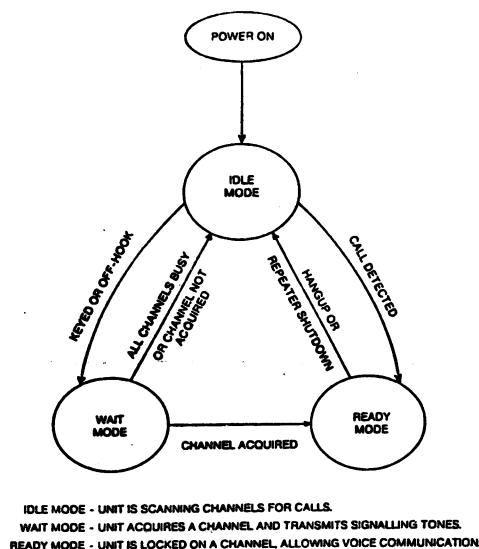 POWER ON
IDLE
MODE
KEYED OR OFF-HOOK
ALL CHANNELS BUSY
OR CHANNEL NOT
ACQUIRED
HANGUP OR
REPEATER SHUTDOWN
CALL DETECTED
WAIT
MODE
CHANNEL ACQUIRED
READY
MODE
IDLE MODE - UNIT IS SCANNING CHANNELS FOR CALLS.
WAIT MODE - UNIT ACQUIRES A CHANNEL AND TRANSMITS SIGNALLING TONES.
READY MODE - UNIT IS LOCKED ON A CHANNEL, ALLOWING VOICE COMMUNICATION